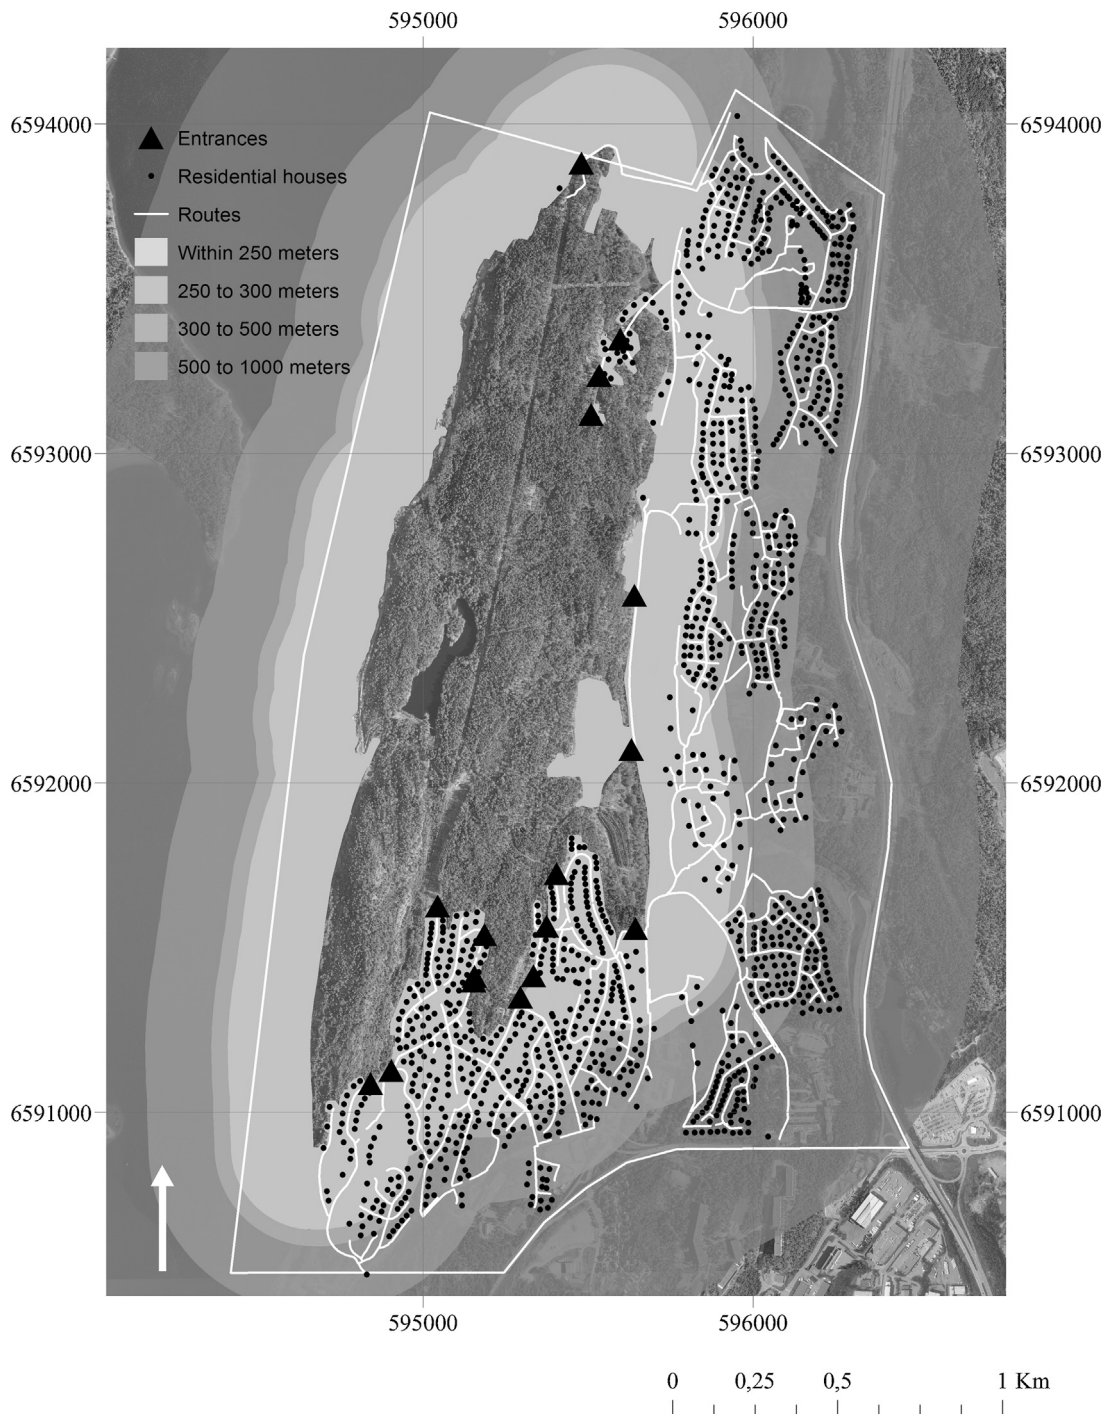 595000 596000
6594000 6594000
Entrances
Residential houses
Routes
Within 250 meters
250 to 300 meters
300 to 500 meters
500 to 1000 meters
6593000 6593000
6592000 6592000
6591000 6591000
595000 596000
0 0,25 0,5 1 Km